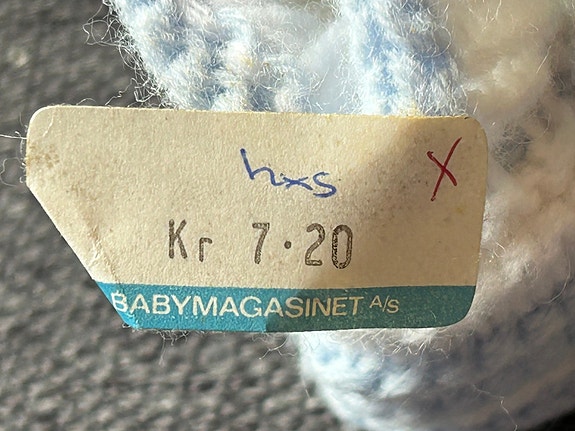 hxs X
Kr 7·20
BABYMAGASINET A/s